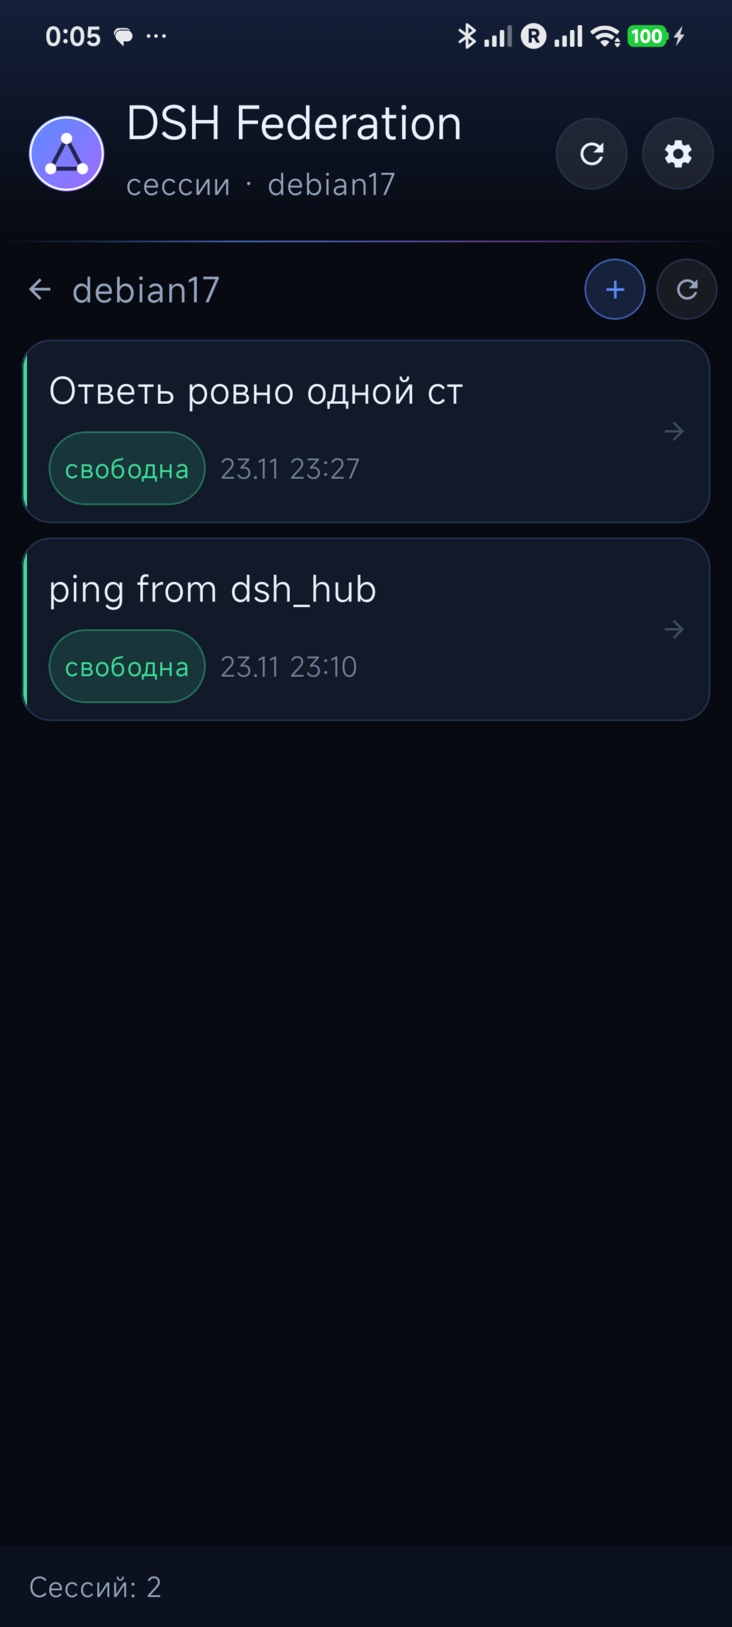 0:05 ... R 100
DSH Federation
сессии · debian17
← debian17 +
Ответь ровно одной ст
свободна 23.11 23:27 →
ping from dsh_hub
свободна 23.11 23:10 →
Сессий: 2